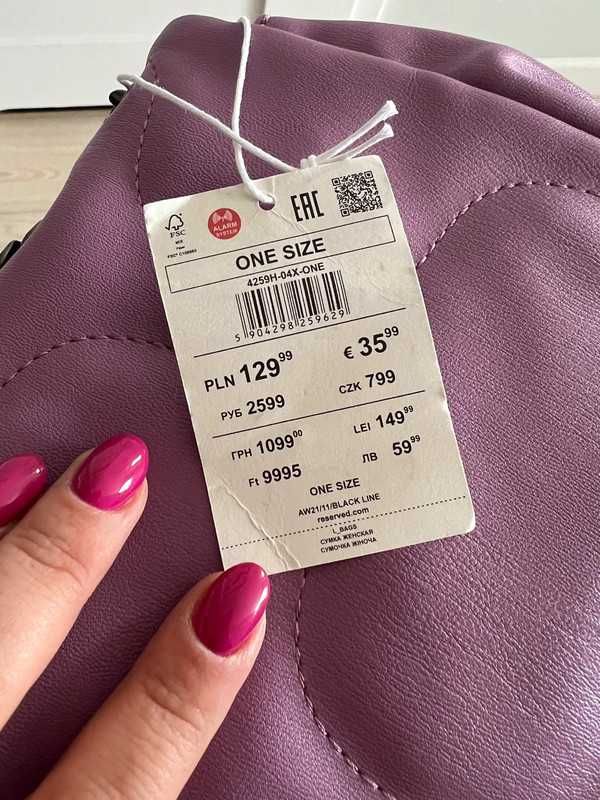 FSC
MIX
ALARM
SYSTEM
EAC
ONE SIZE
4259H-04X-ONE
5 904298 259629
PLN 129⁹⁹
€ 35⁹⁹
РУБ 2599
CZK 799
ГРН 1099⁰⁰
LEI 149⁹⁹
Ft 9995
ЛВ 59⁹⁹
ONE SIZE
AW21/11/BLACK LINE
reserved.com
L_BAGS
СУМКА ЖЕНСКАЯ
СУМОЧКА ЖІНОЧА